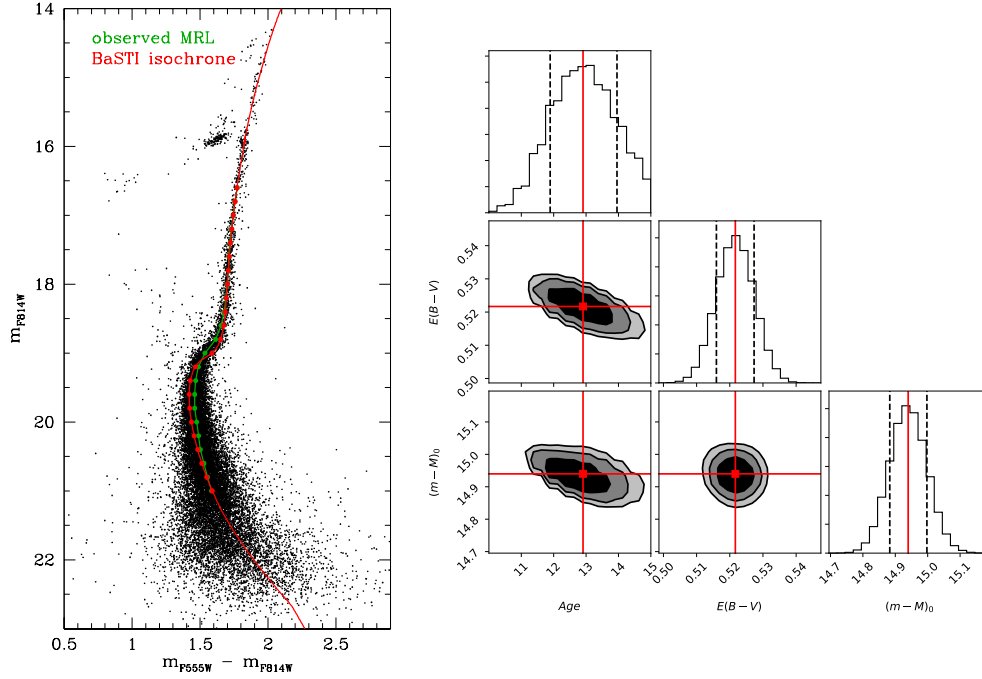 14
observed MRL
BaSTI isochrone
16
18
20
22
m_F814W
0.5 1 1.5 2 2.5
m_F555W − m_F814W
0.54
0.53
0.52
0.51
0.50
E(B − V)
15.1
15.0
14.9
14.8
14.7
(m − M)₀
11 12 13 14 15
Age
0.50 0.51 0.52 0.53 0.54
E(B − V)
14.7 14.8 14.9 15.0 15.1
(m − M)₀